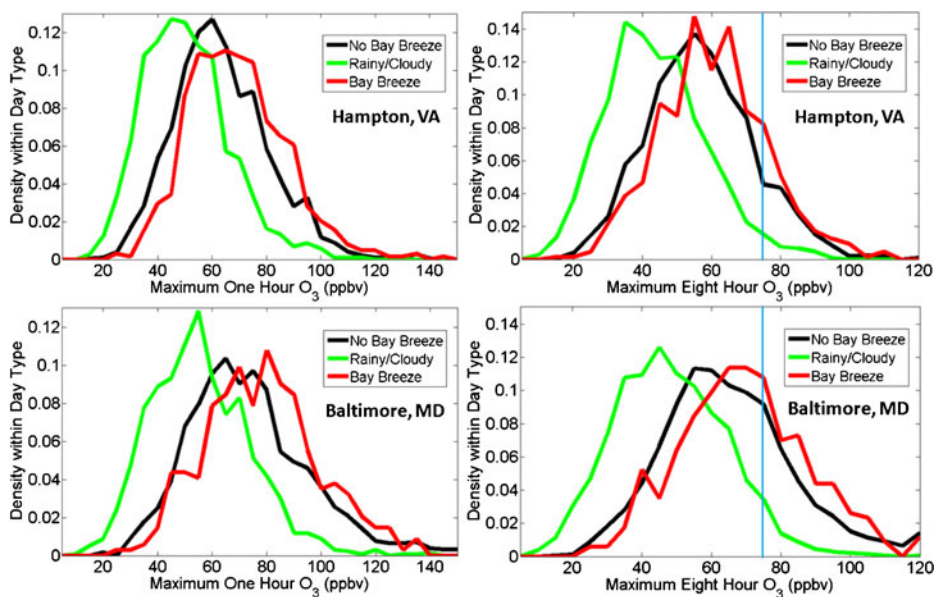 Density within Day Type
0.12
0.1
0.08
0.06
0.04
0.02
0
20 40 60 80 100 120 140
Maximum One Hour O3 (ppbv)
No Bay Breeze
Rainy/Cloudy
Bay Breeze
Hampton, VA
Density within Day Type
0.14
0.12
0.1
0.08
0.06
0.04
0.02
0
20 40 60 80 100 120
Maximum Eight Hour O3 (ppbv)
No Bay Breeze
Rainy/Cloudy
Bay Breeze
Hampton, VA
Density within Day Type
0.12
0.1
0.08
0.06
0.04
0.02
0
20 40 60 80 100 120 140
Maximum One Hour O3 (ppbv)
No Bay Breeze
Rainy/Cloudy
Bay Breeze
Baltimore, MD
Density within Day Type
0.14
0.12
0.1
0.08
0.06
0.04
0.02
0
20 40 60 80 100 120
Maximum Eight Hour O3 (ppbv)
No Bay Breeze
Rainy/Cloudy
Bay Breeze
Baltimore, MD